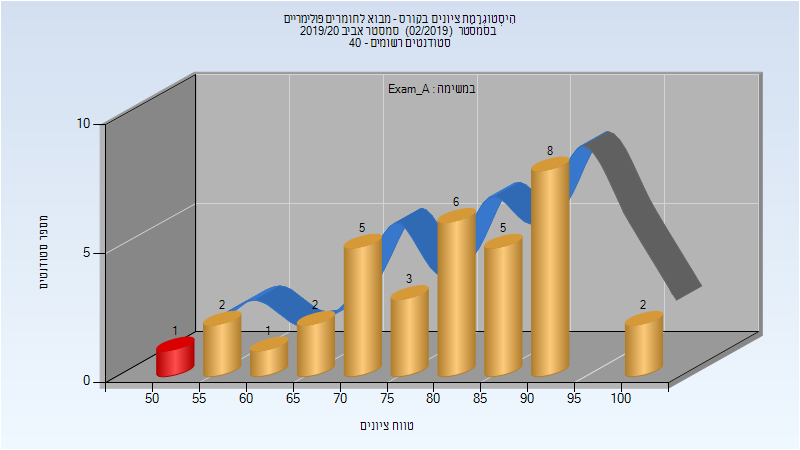 היסטוגרמת ציונים בקורס - מבוא לחומרים פולימריים
בסמסטר (02/2019) סמסטר אביב 2019/20
סטודנטים רשומים - 40
במשימה : Exam_A
מספר סטודנטים
10
5
0
1
2
1
2
5
3
6
5
8
2
50 55 60 65 70 75 80 85 90 95 100
טווח ציונים